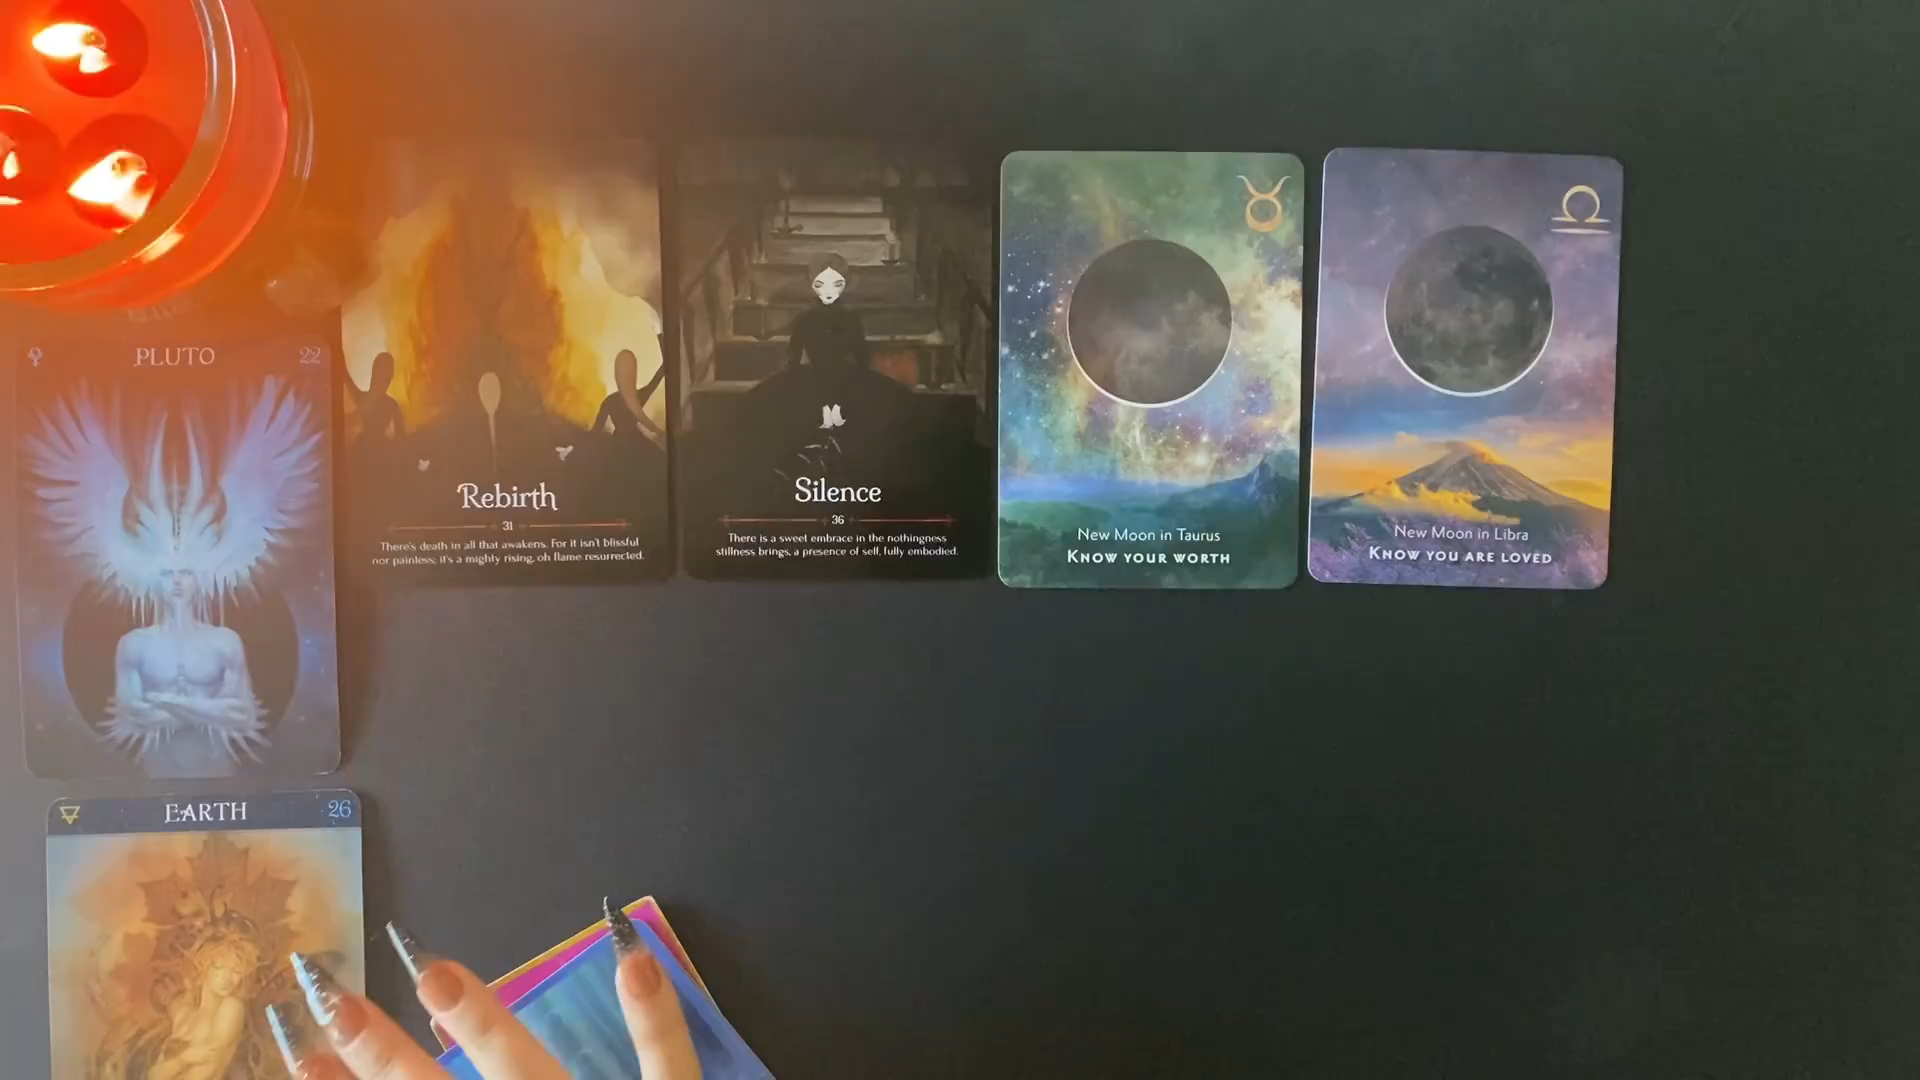 PLUTO 22
Rebirth
31
There's death in all that awakens. For it isn't blissful
nor painless; it's a mighty rising, oh flame resurrected.
Silence
36
There is a sweet embrace in the nothingness
stillness brings, a presence of self, fully embodied.
New Moon in Taurus
KNOW YOUR WORTH
New Moon in Libra
KNOW YOU ARE LOVED
EARTH 26